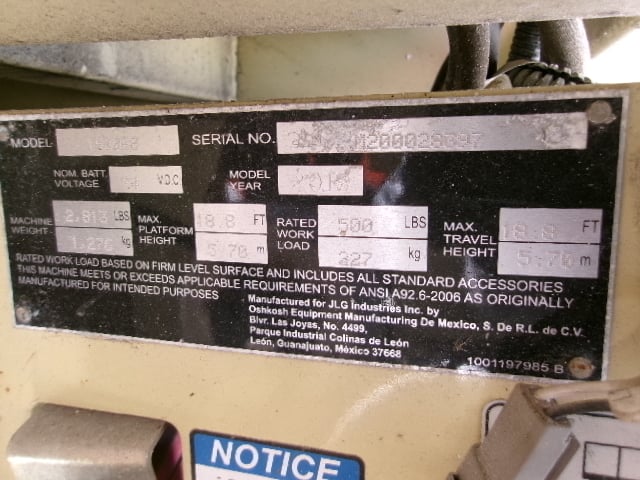 MODEL SERIAL NO.
NOM. BATT. VOLTAGE V.D.C MODEL YEAR
MACHINE WEIGHT 2,813 LBS MAX. PLATFORM HEIGHT 18.8 FT RATED WORK LOAD 500 LBS MAX. TRAVEL HEIGHT 18.8 FT
1,276 kg 5.70 m 227 kg 5.70 m
RATED WORK LOAD BASED ON FIRM LEVEL SURFACE AND INCLUDES ALL STANDARD ACCESSORIES
THIS MACHINE MEETS OR EXCEEDS APPLICABLE REQUIREMENTS OF ANSI A92.6-2006 AS ORIGINALLY
MANUFACTURED FOR INTENDED PURPOSES
Manufactured for JLG Industries Inc. by
Oshkosh Equipment Manufacturing De Mexico, S. De R.L. de C.V.
Blvr. Las Joyas, No. 4499,
Parque Industrial Colinas de León
León, Guanajuato, México 37668
1001197985 B
NOTICE